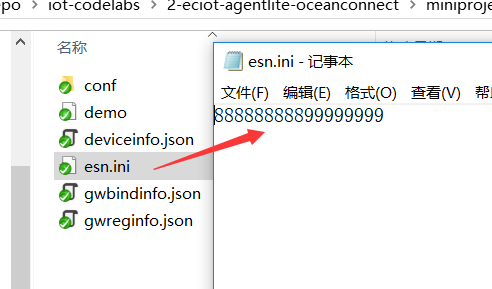 epo › iot-codelabs › 2-eciot-agentlite-oceanconnect › miniproje
名称
conf
demo
deviceinfo.json
esn.ini
gwbindinfo.json
gwreginfo.json
esn.ini - 记事本
文件(F) 编辑(E) 格式(O) 查看(V) 帮
88888888899999999